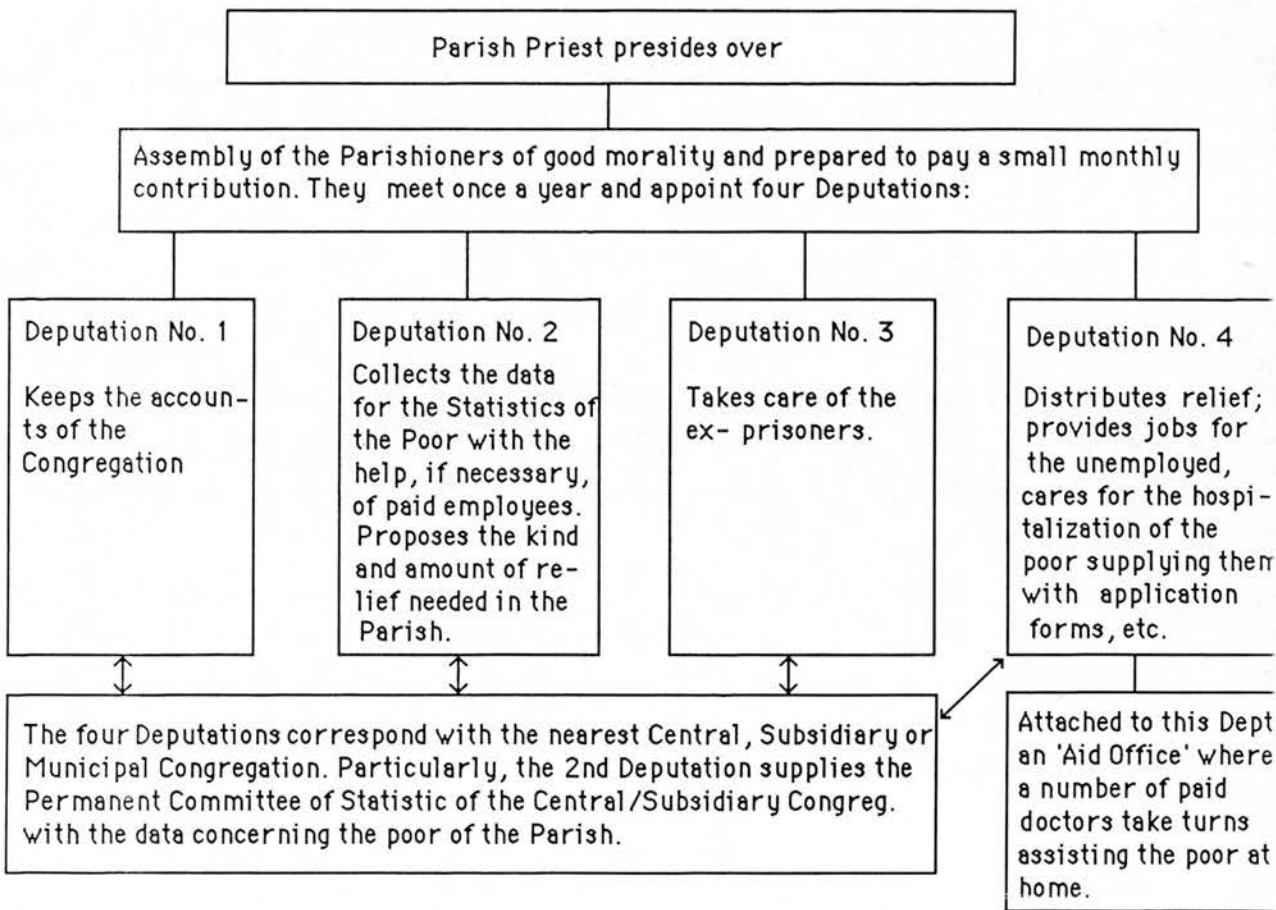 Parish Priest presides over
Assembly of the Parishioners of good morality and prepared to pay a small monthly
contribution. They meet once a year and appoint four Deputations:
Deputation No. 1
Keeps the accoun-
ts of the
Congregation
Deputation No. 2
Collects the data
for the Statistics of
the Poor with the
help, if necessary,
of paid employees.
Proposes the kind
and amount of re-
lief needed in the
Parish.
Deputation No. 3
Takes care of the
ex- prisoners.
Deputation No. 4
Distributes relief;
provides jobs for
the unemployed,
cares for the hospi-
talization of the
poor supplying them
with application
forms, etc.
The four Deputations correspond with the nearest Central, Subsidiary or
Municipal Congregation. Particularly, the 2nd Deputation supplies the
Permanent Committee of Statistic of the Central/Subsidiary Congreg.
with the data concerning the poor of the Parish.
Attached to this Dept
an 'Aid Office' where
a number of paid
doctors take turns
assisting the poor at
home.